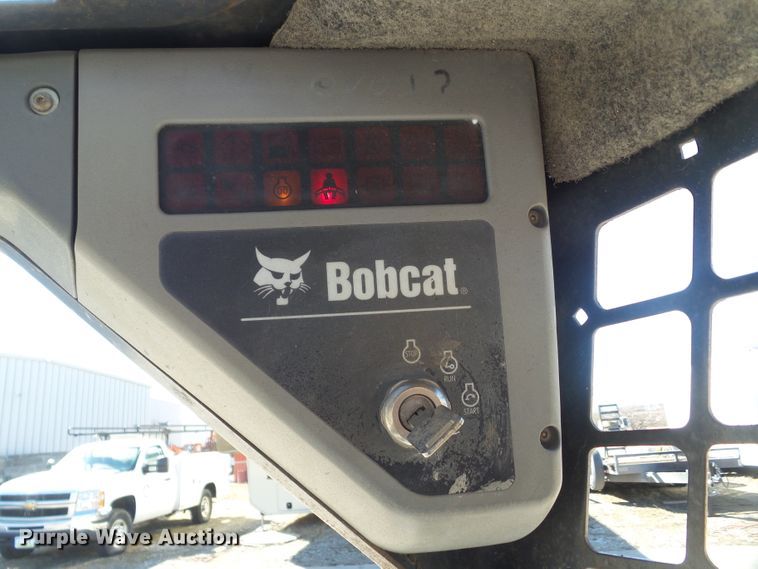 Bobcat®
STOP
RUN
START
Purple Wave Auction